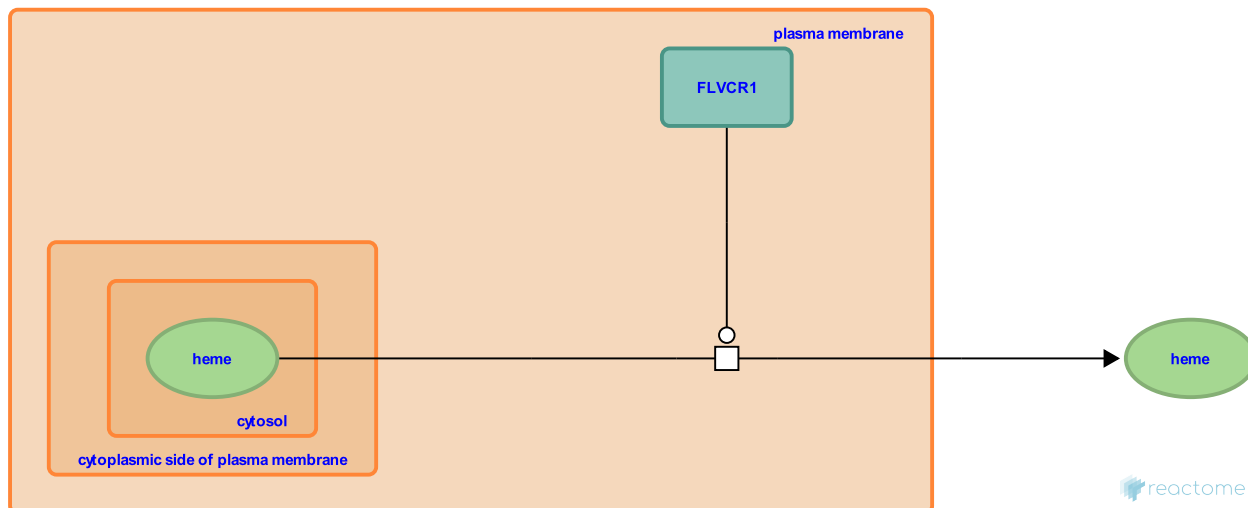 plasma membrane
FLVCR1
heme
heme
cytosol
cytoplasmic side of plasma membrane
reactome